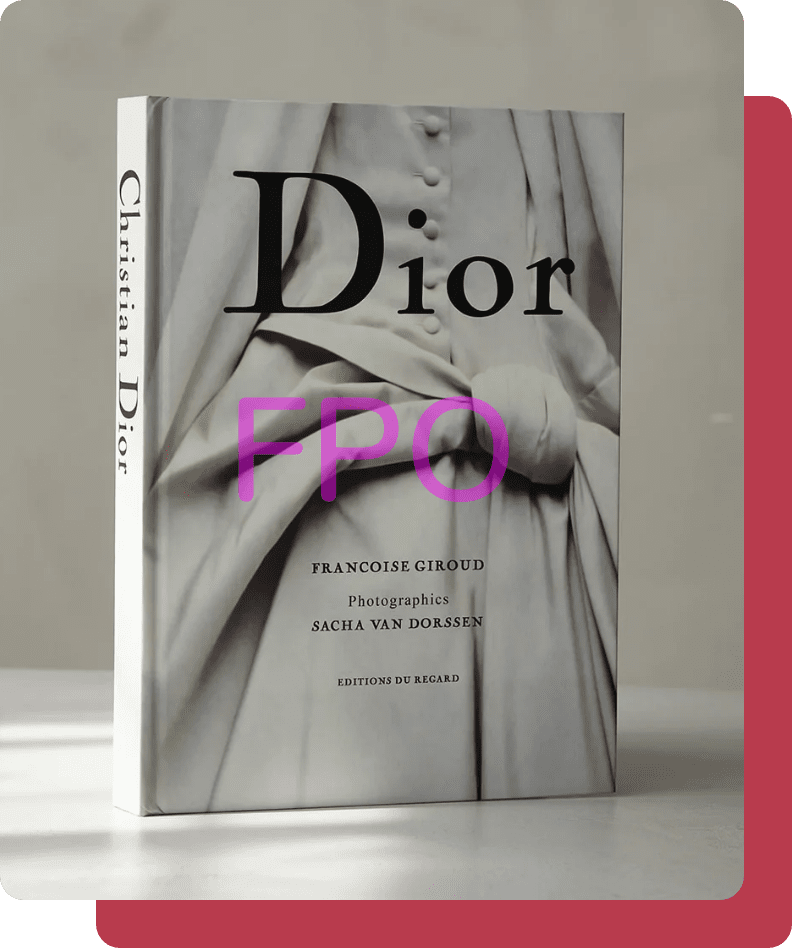 Christian Dior
Dior
FPO
FRANCOISE GIROUD
Photographics
SACHA VAN DORSSEN
EDITIONS DU REGARD